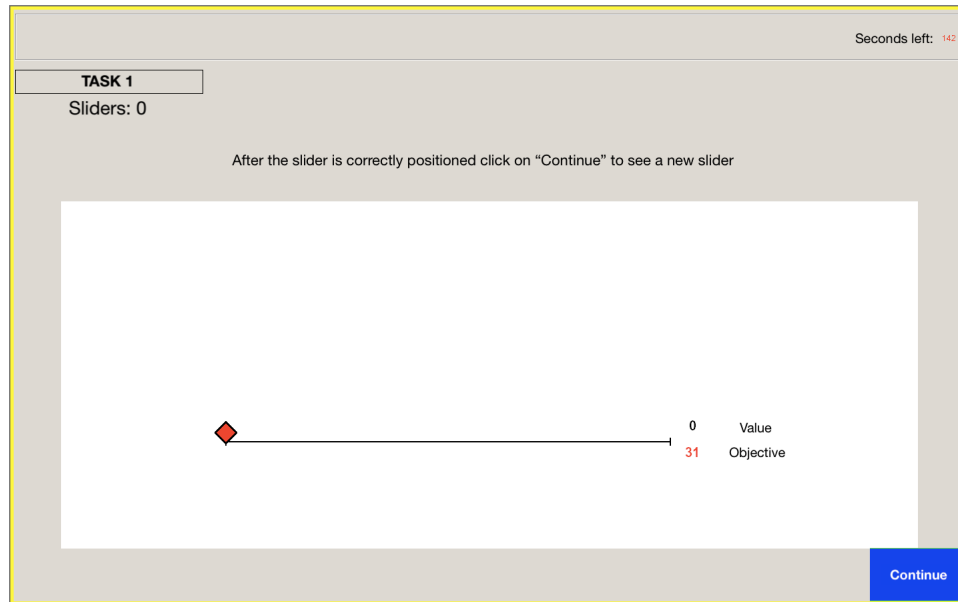 Seconds left: 142
TASK 1
Sliders: 0
After the slider is correctly positioned click on “Continue” to see a new slider
0 Value
31 Objective
Continue